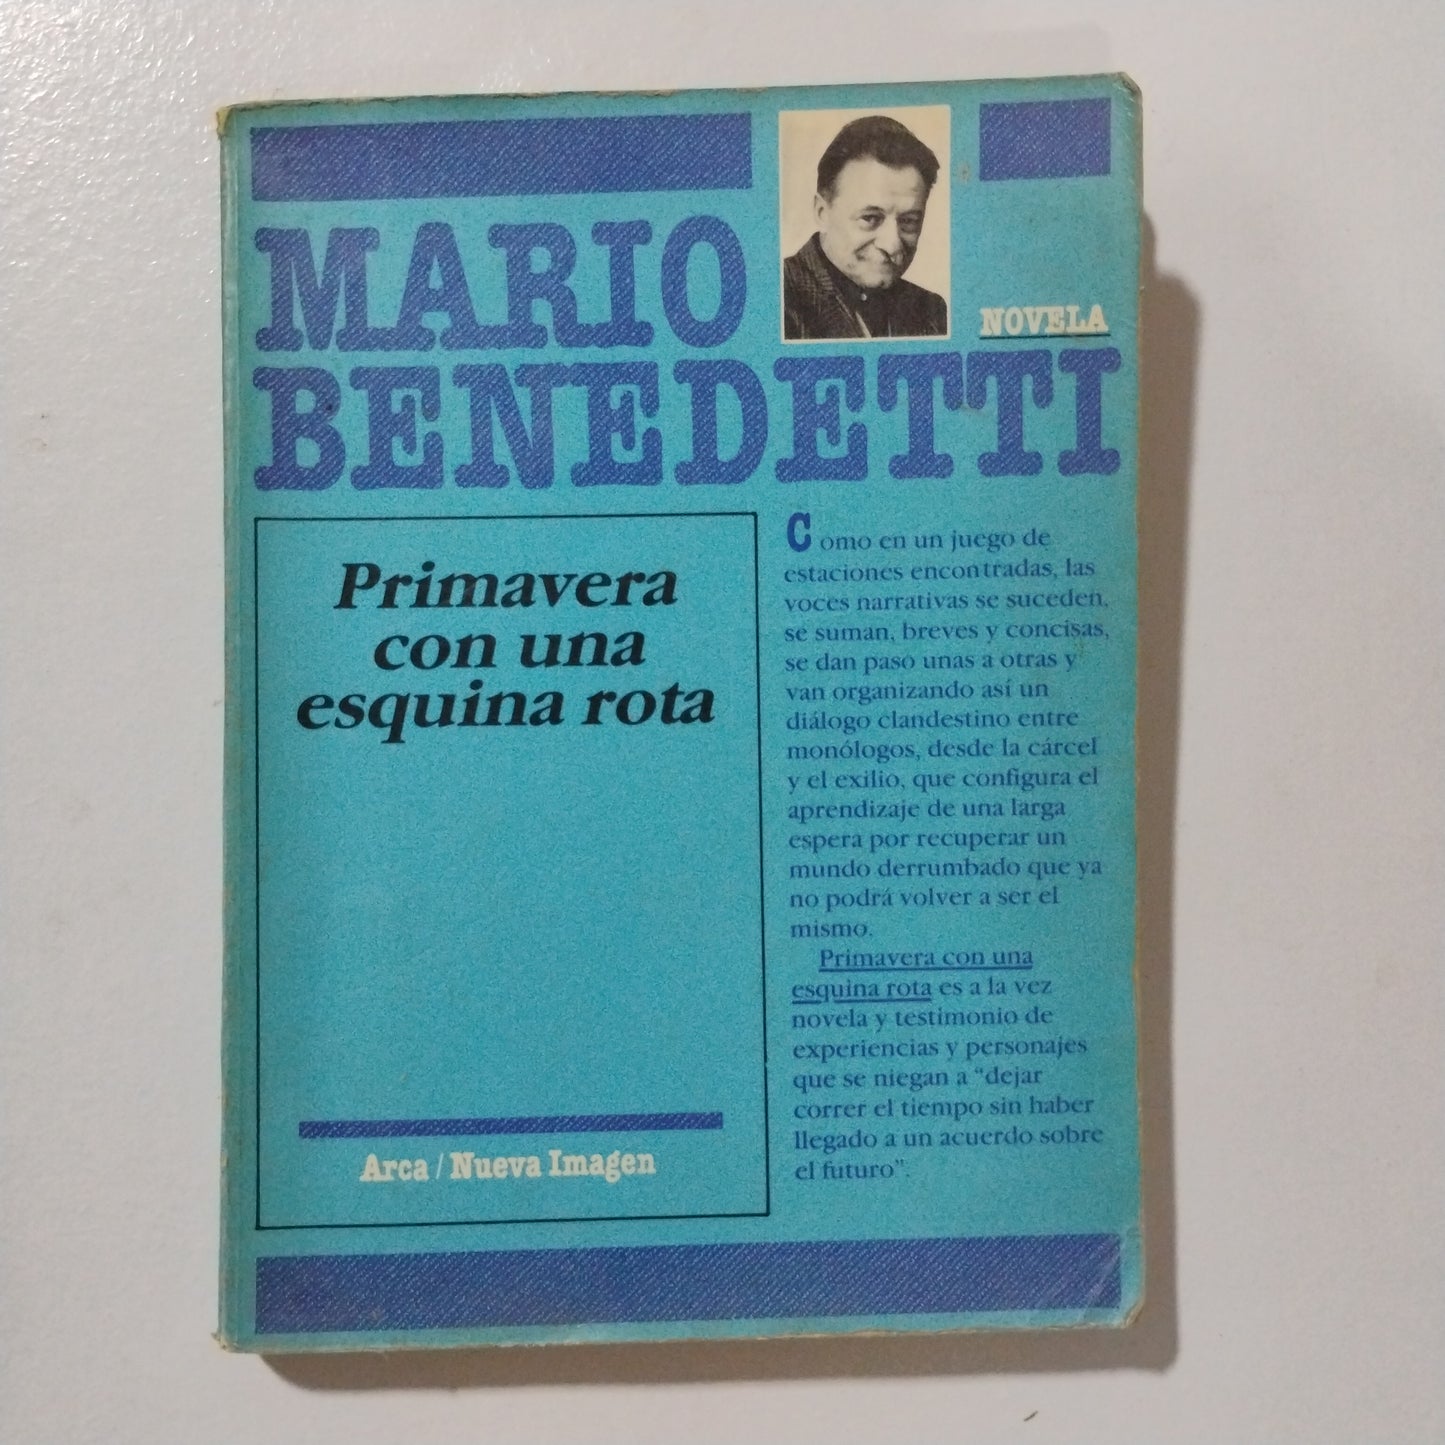 MARIO
BENEDETTI
NOVELA
Primavera
con una
esquina rota
Arca / Nueva Imagen
Como en un juego de
estaciones encontradas, las
voces narrativas se suceden,
se suman, breves y concisas,
se dan paso unas a otras y
van organizando así un
diálogo clandestino entre
monólogos, desde la cárcel
y el exilio, que configura el
aprendizaje de una larga
espera por recuperar un
mundo derrumbado que ya
no podrá volver a ser el
mismo.
Primavera con una
esquina rota es a la vez
novela y testimonio de
experiencias y personajes
que se niegan a “dejar
correr el tiempo sin haber
llegado a un acuerdo sobre
el futuro”.